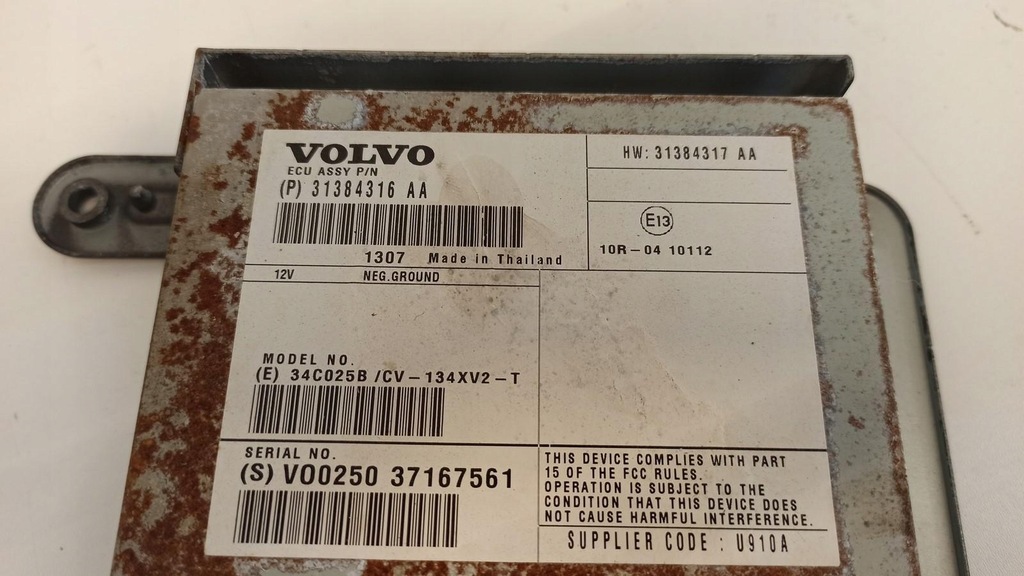 VOLVO
ECU ASSY P/N
(P) 31384316 AA
1307 Made in Thailand
HW: 31384317 AA
E13
10R-04 10112
12V NEG.GROUND
MODEL NO.
(E) 34C025B /CV-134XV2-T
SERIAL NO.
(S) V00250 37167561
THIS DEVICE COMPLIES WITH PART
15 OF THE FCC RULES.
OPERATION IS SUBJECT TO THE
CONDITION THAT THIS DEVICE DOES
NOT CAUSE HARMFUL INTERFERENCE.
SUPPLIER CODE : U910A